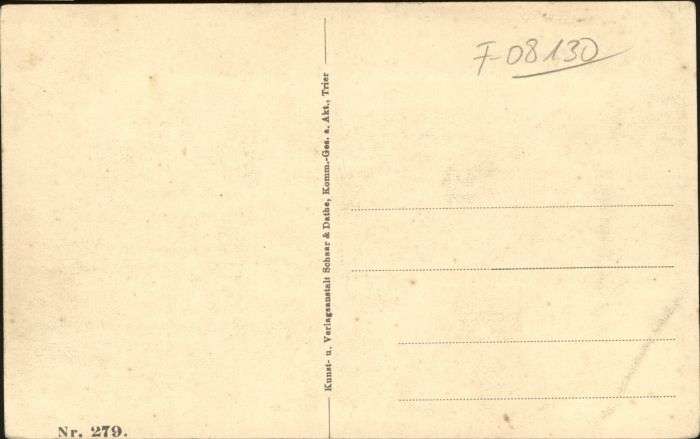 F-08130
Kunst- u. Verlagsanstalt Schaar & Dathe, Komm.-Ges. a. Akt., Trier
Nr. 279.